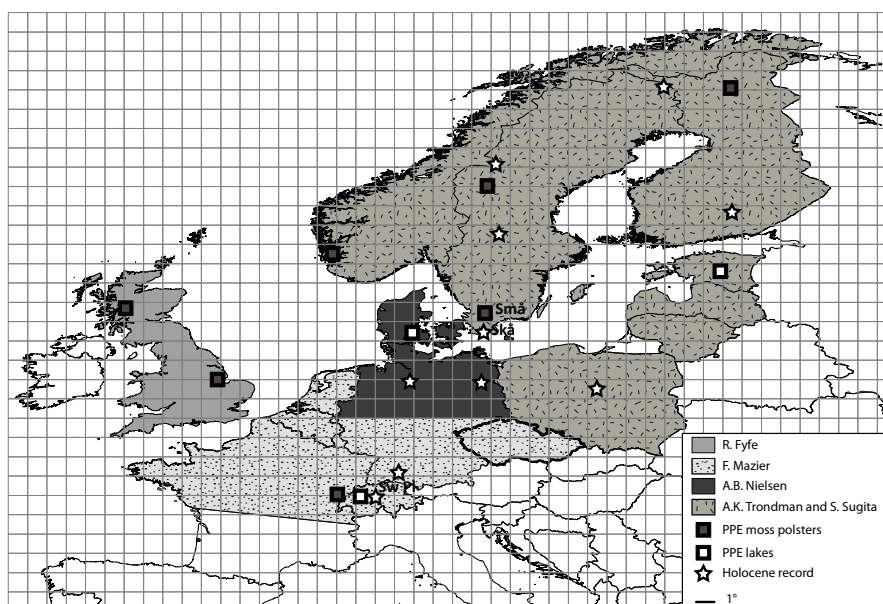 Små
Skå
Sw Pl
R. Fyfe
F. Mazier
A.B. Nielsen
A.K. Trondman and S. Sugita
PPE moss polsters
PPE lakes
Holocene record
1°